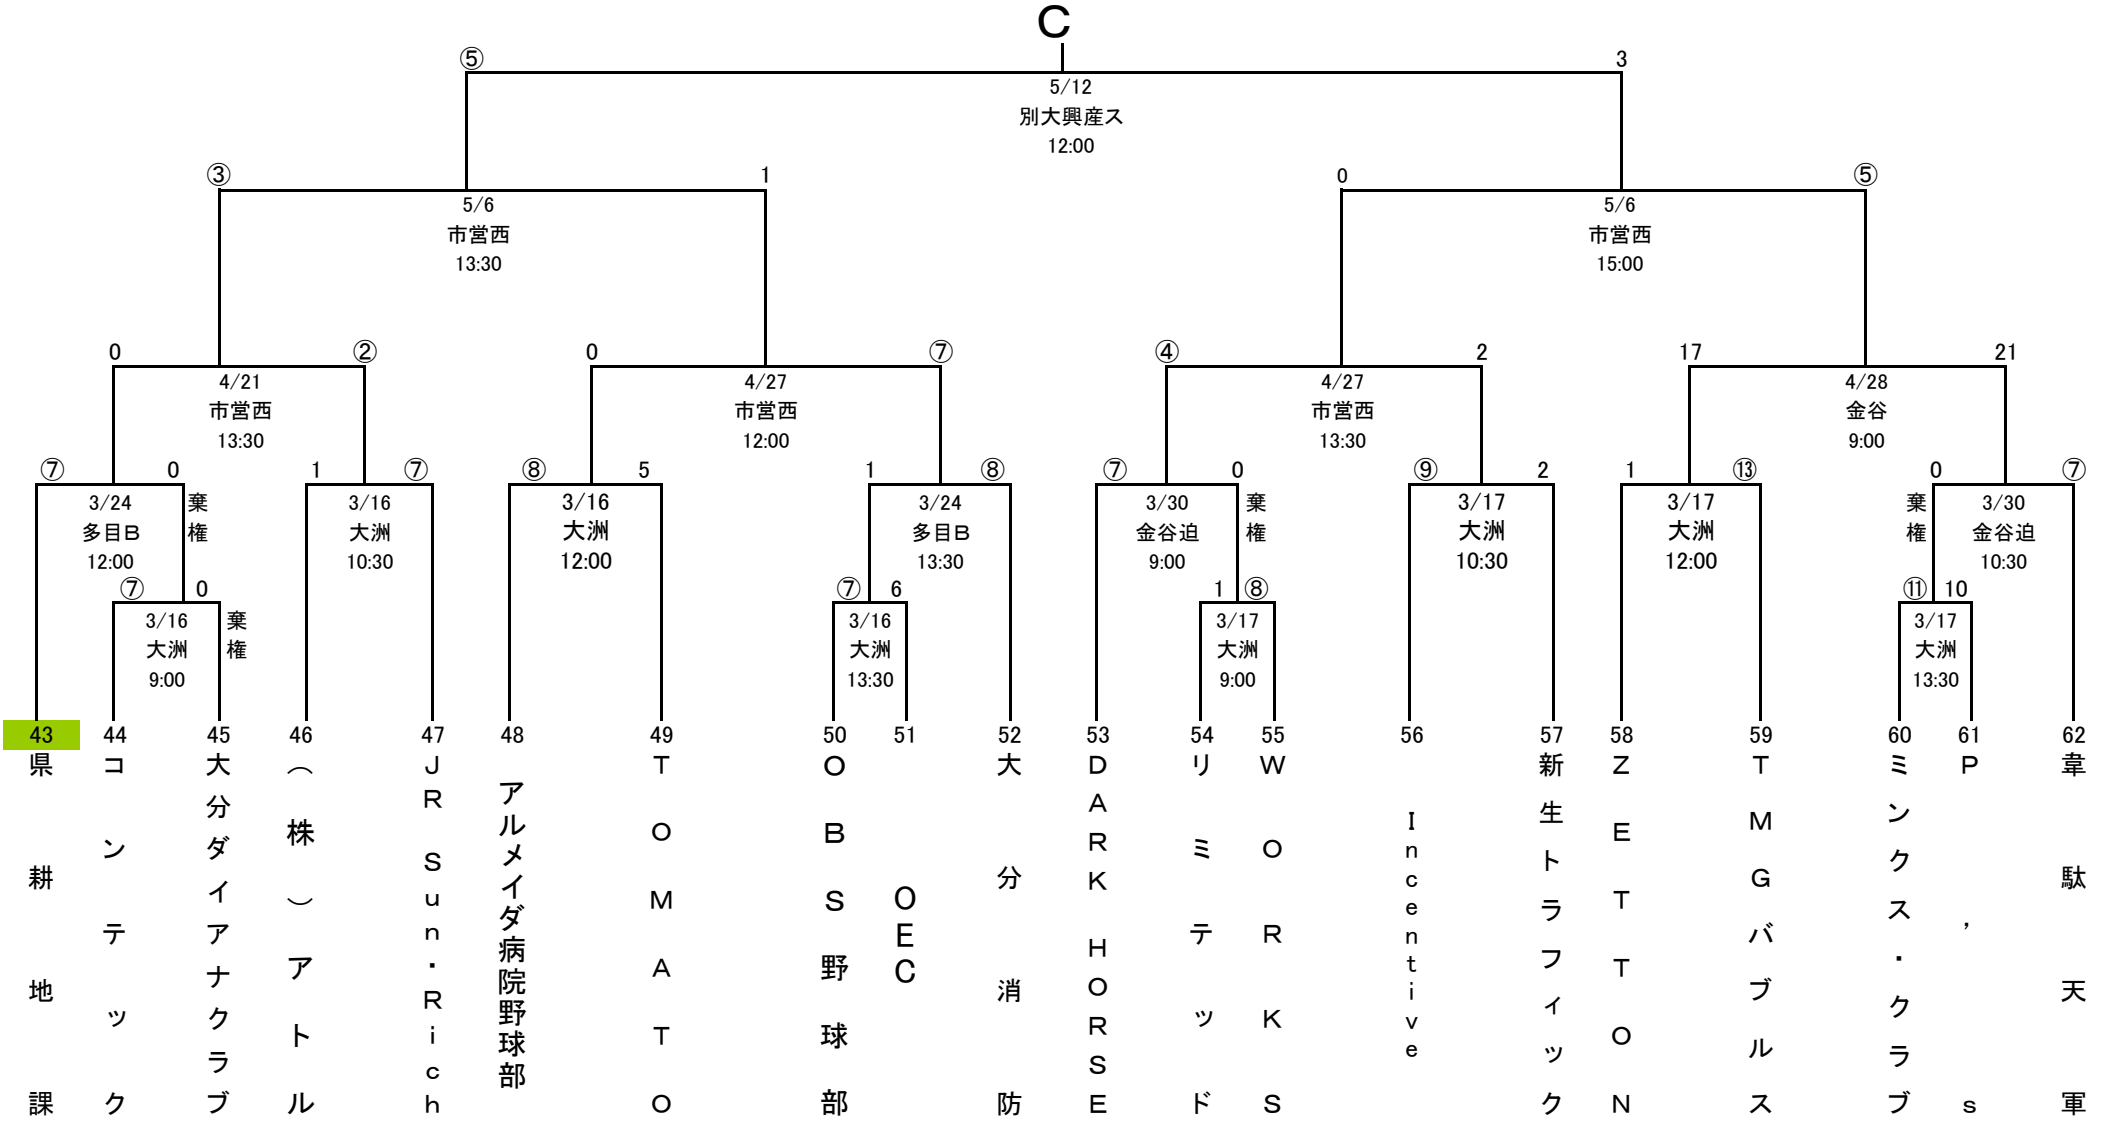 C
⑤ 3
5/12
別大興産ス
12:00
③ 1 0 ⑤
5/6 5/6
市営西 市営西
13:30 15:00
0 ② 0 ⑦ ④ 2 17 21
4/21 4/27 4/27 4/28
市営西 市営西 市営西 金谷
13:30 12:00 13:30 9:00
⑦ 0 1 ⑦ ⑧ 5 1 ⑧ ⑦ 0 ⑨ 2 1 ⑬ 0 ⑦
3/24 棄権 3/16 3/16 3/24 3/30 棄権 3/17 3/17 棄権 3/30
多目B 大洲 大洲 多目B 金谷迫 大洲 大洲 金谷迫
12:00 10:30 12:00 13:30 9:00 10:30 12:00 10:30
⑦ 0 ⑦ 6 1 ⑧ ⑪ 10
3/16 棄権 3/16 3/17 3/17
大洲 大洲 大洲 大洲
9:00 13:30 9:00 13:30
43 44 45 46 47 48 49 50 51 52 53 54 55 56 57 58 59 60 61 62
県耕地課
コンテック
大分ダイアナクラブ
（株）アトル
JR Sun・Rich
アルメイダ病院野球部
TOMATO
OBS野球部
OEC
大分消防
DARK HORSE
リミテッド
WORKS
Incentive
新生トラフィック
ZETTON
TMGバブルス
ミンクス・クラブ
P，s
韋駄天軍